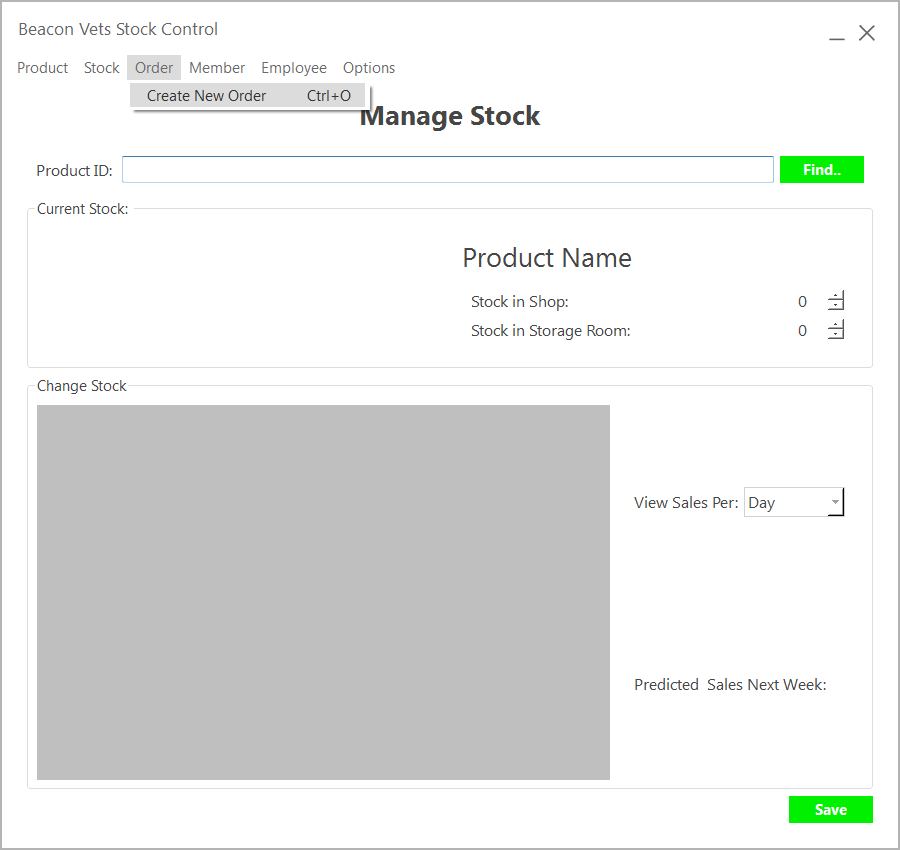 Beacon Vets Stock Control
Product Stock Order Member Employee Options
Create New Order Ctrl+O
Manage Stock
Product ID: Find..
Current Stock:
Product Name
Stock in Shop: 0
Stock in Storage Room: 0
Change Stock
View Sales Per: Day
Predicted Sales Next Week:
Save